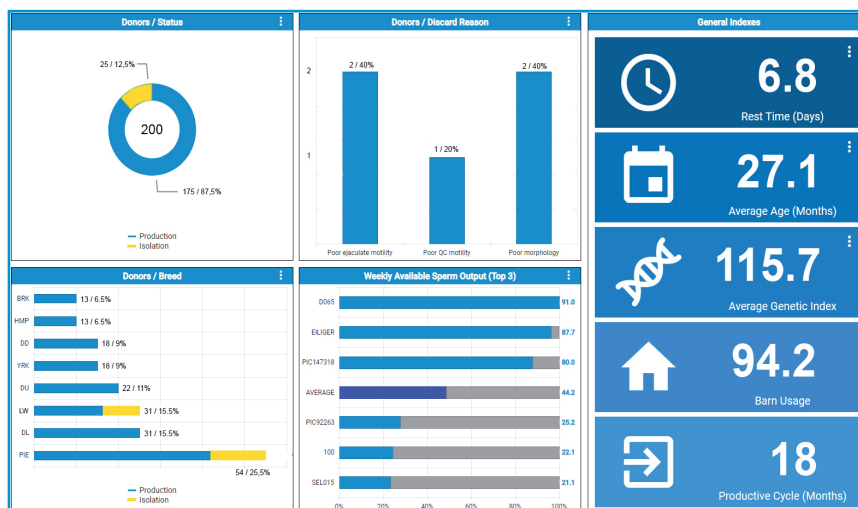 Donors / Status
25 / 12,5%
200
175 / 87,5%
Production
Isolation
Donors / Discard Reason
2
1
2 / 40%
1 / 20%
2 / 40%
Poor ejaculate motility
Poor QC motility
Poor morphology
General Indexes
6.8
Rest Time (Days)
27.1
Average Age (Months)
115.7
Average Genetic Index
94.2
Barn Usage
18
Productive Cycle (Months)
Donors / Breed
BRK 13 / 6.5%
HMP 13 / 6.5%
DD 18 / 9%
YRK 18 / 9%
DU 22 / 11%
LW 31 / 15.5%
DL 31 / 15.5%
PIE
54 / 25,5%
Production
Isolation
Weekly Available Sperm Output (Top 3)
D065 91.0
EILIGER 87.7
PIC147318 80.0
AVERAGE 44.2
PIC92263 25.2
100 22.1
SEL015 21.1
0% 20% 40% 60% 80% 100%